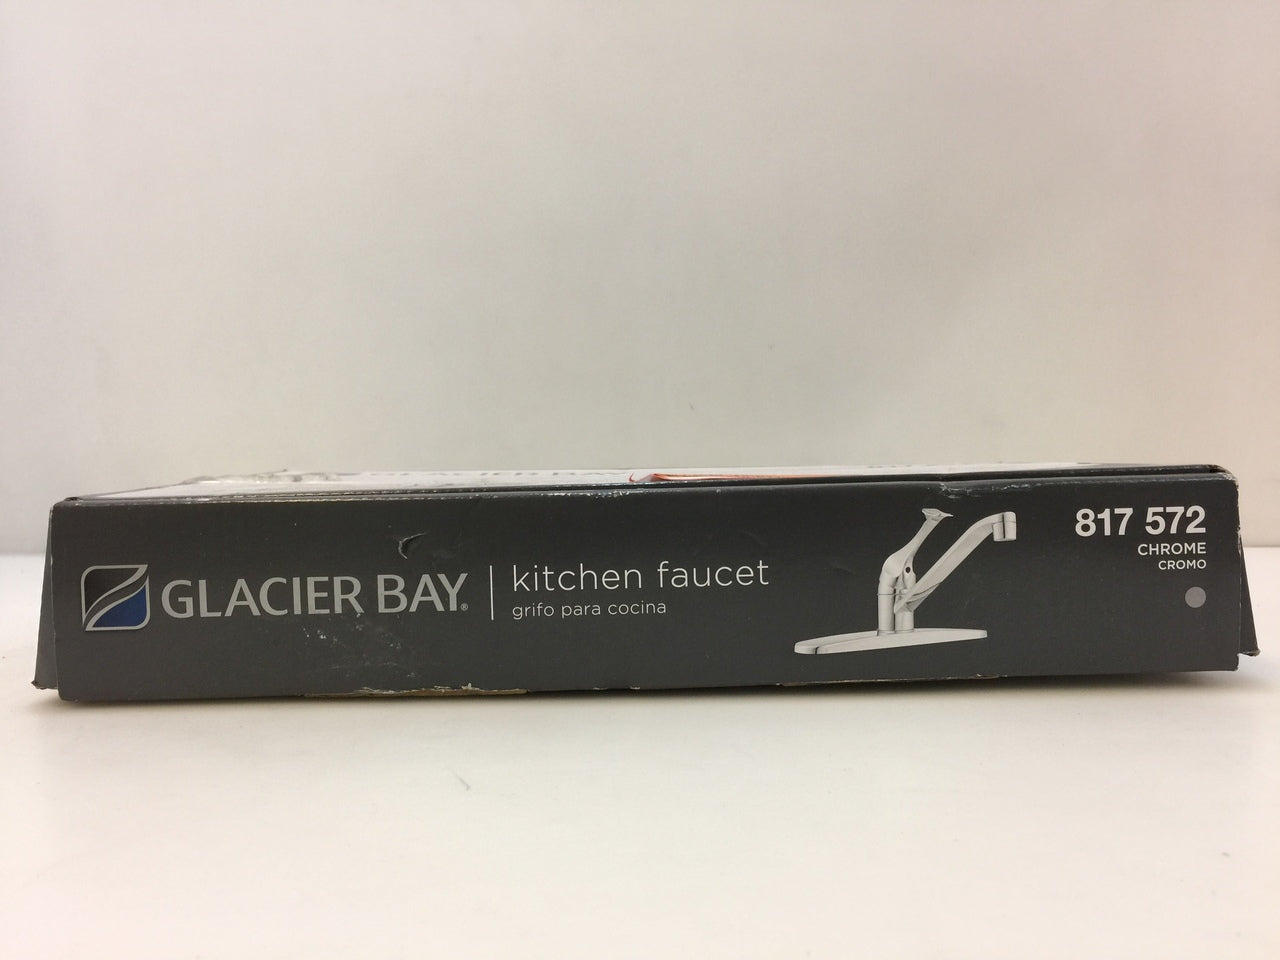 GLACIER BAY®
kitchen faucet
grifo para cocina
817 572
CHROME
CROMO